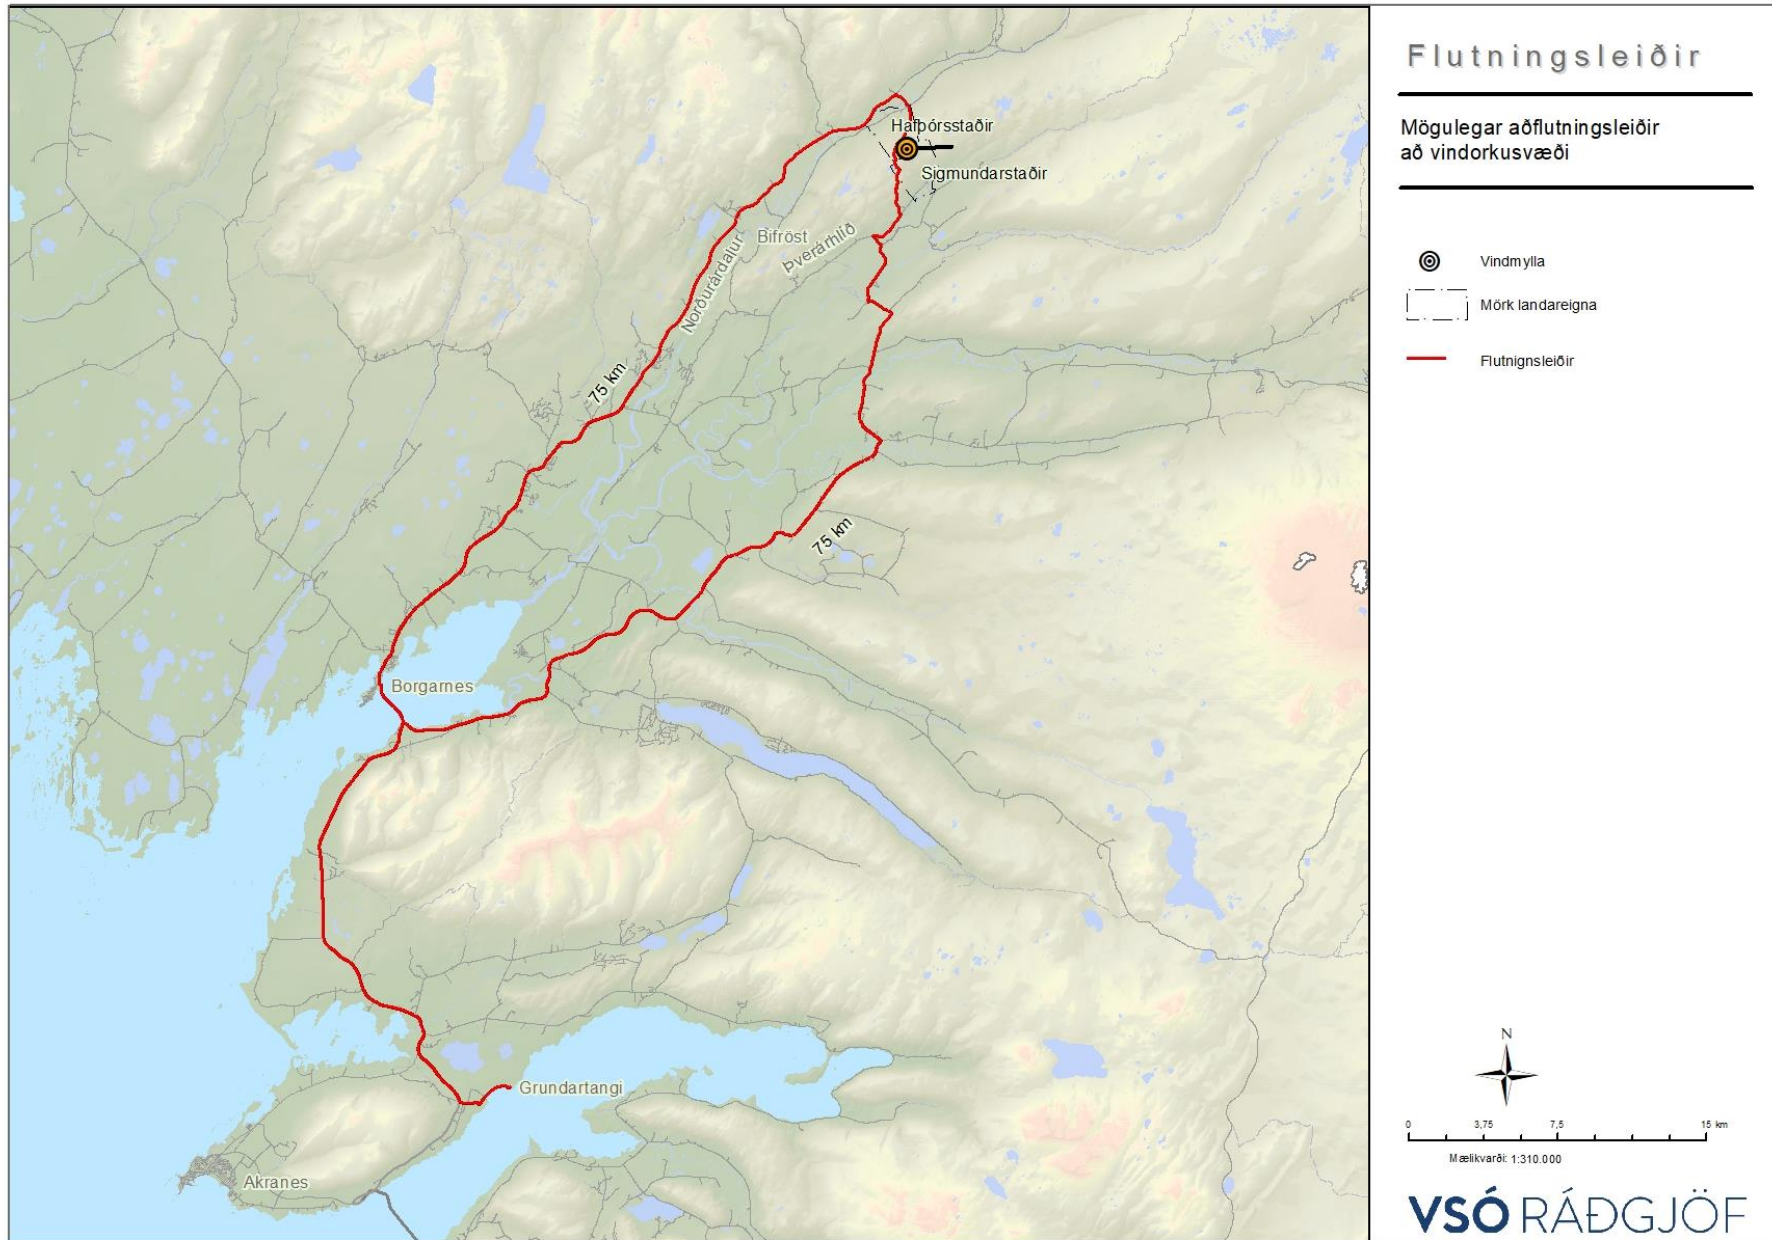 Flutningsleiðir
Mögulegar aðflutningsleiðir
að vindorkusvæði
Vindmylla
Mörk landareigna
Flutnignsleiðir
Hafþórsstaðir
Sigmundarstaðir
Bifröst
Þverárhlíð
Norðurárdalur
75 km
75 km
Borgarnes
Grundartangi
Akranes
N
0 3,75 7,5 15 km
Mælikvarði: 1:310.000
VSÓ RÁÐGJÖF